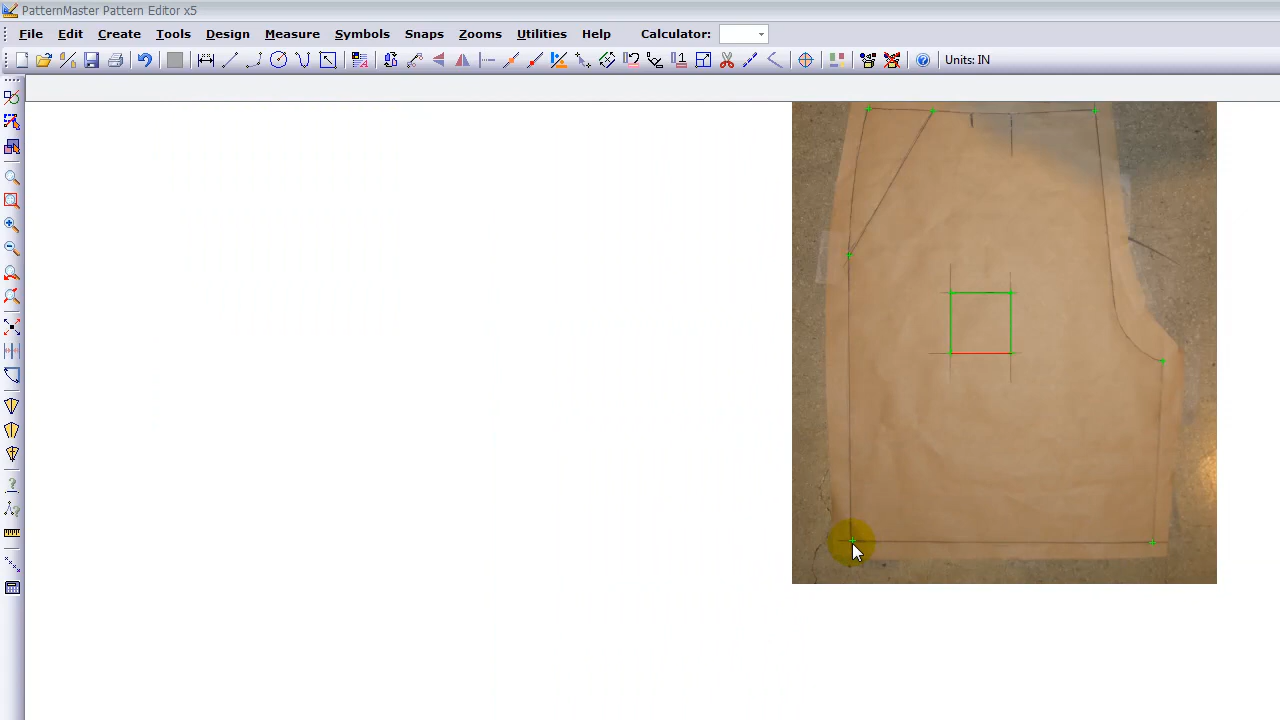 PatternMaster Pattern Editor x5
File Edit Create Tools Design Measure Symbols Snaps Zooms Utilities Help Calculator:
Units: IN